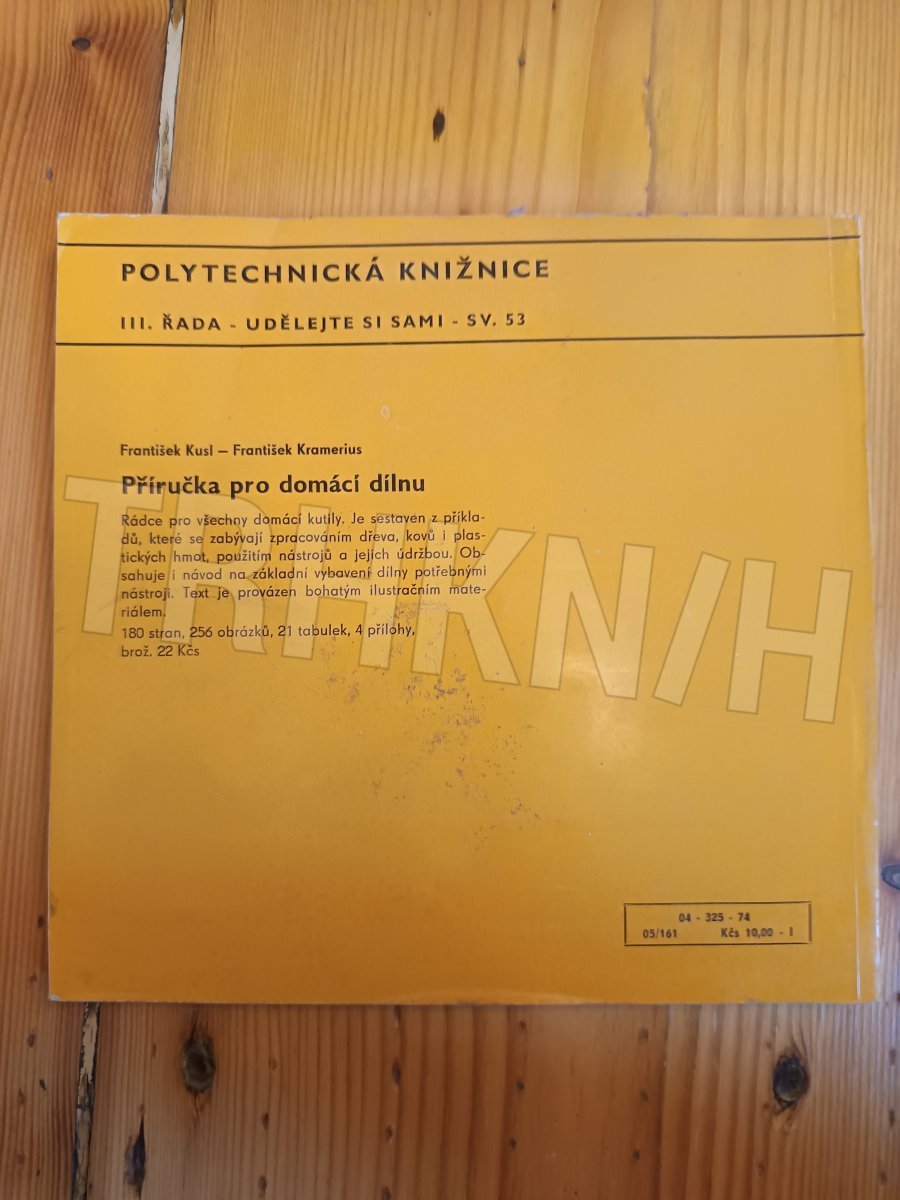 POLYTECHNICKÁ KNIŽNICE
III. ŘADA - UDĚLEJTE SI SAMI - SV. 53
František Kusl – František Kramerius
Příručka pro domácí dílnu
Rádce pro všechny domácí kutily. Je sestaven z příkla-
dů, které se zabývají zpracováním dřeva, kovů i plas-
tických hmot, použitím nástrojů a jejich údržbou. Ob-
sahuje i návod na základní vybavení dílny potřebnými
nástroji. Text je provázen bohatým ilustračním mate-
riálem.
180 stran, 256 obrázků, 21 tabulek, 4 přílohy,
brož. 22 Kčs
TRHKN/H
04 - 325 - 74
05/161 Kčs 10,00 - I